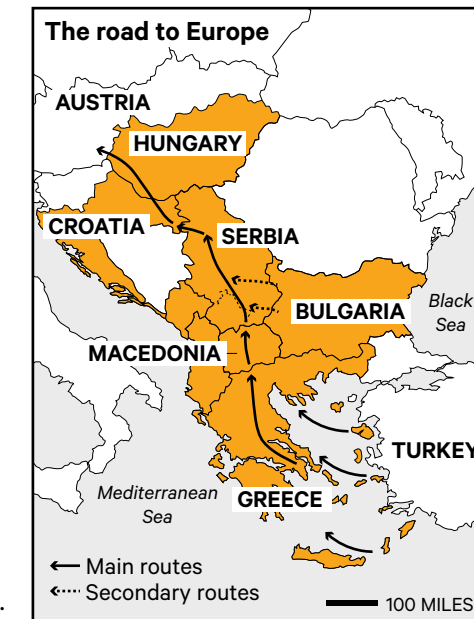 The road to Europe
AUSTRIA
HUNGARY
CROATIA
SERBIA
BULGARIA
Black
Sea
MACEDONIA
TURKEY
Mediterranean
Sea
GREECE
Main routes
Secondary routes
100 MILES
.